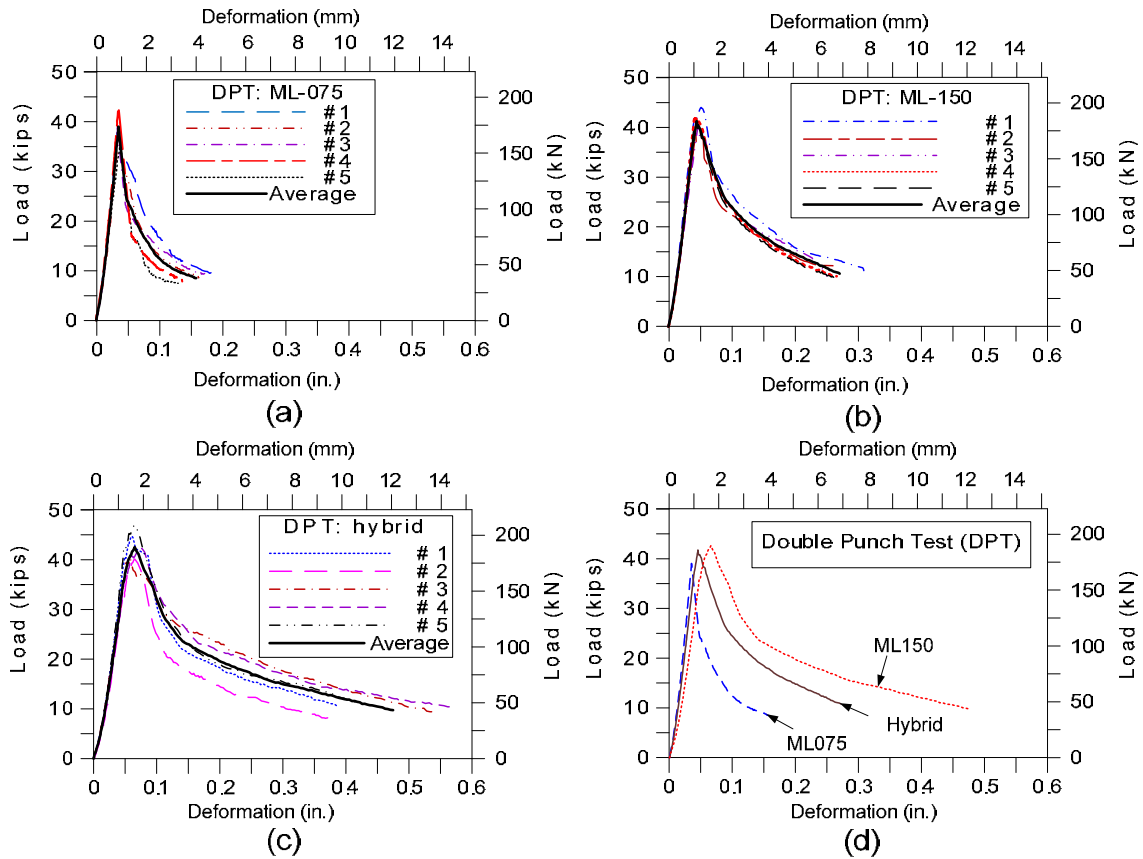 Deformation (mm)
0 2 4 6 8 10 12 14
50
40
30
20
10
0
Load (kips)
DPT: ML-075
#1
#2
#3
#4
#5
Average
200
150
100
50
0
Load (kN)
0 0.1 0.2 0.3 0.4 0.5 0.6
Deformation (in.)
(a)
Deformation (mm)
0 2 4 6 8 10 12 14
50
40
30
20
10
0
Load (kips)
DPT: ML-150
#1
#2
#3
#4
#5
Average
200
150
100
50
0
Load (kN)
0 0.1 0.2 0.3 0.4 0.5 0.6
Deformation (in.)
(b)
Deformation (mm)
0 2 4 6 8 10 12 14
50
40
30
20
10
0
Load (kips)
DPT: hybrid
# 1
# 2
# 3
# 4
# 5
Average
200
150
100
50
0
Load (kN)
0 0.1 0.2 0.3 0.4 0.5 0.6
Deformation (in.)
(c)
Deformation (mm)
0 2 4 6 8 10 12 14
50
40
30
20
10
0
Load (kips)
Double Punch Test (DPT)
ML150
Hybrid
ML075
200
150
100
50
0
Load (kN)
0 0.1 0.2 0.3 0.4 0.5 0.6
Deformation (in.)
(d)